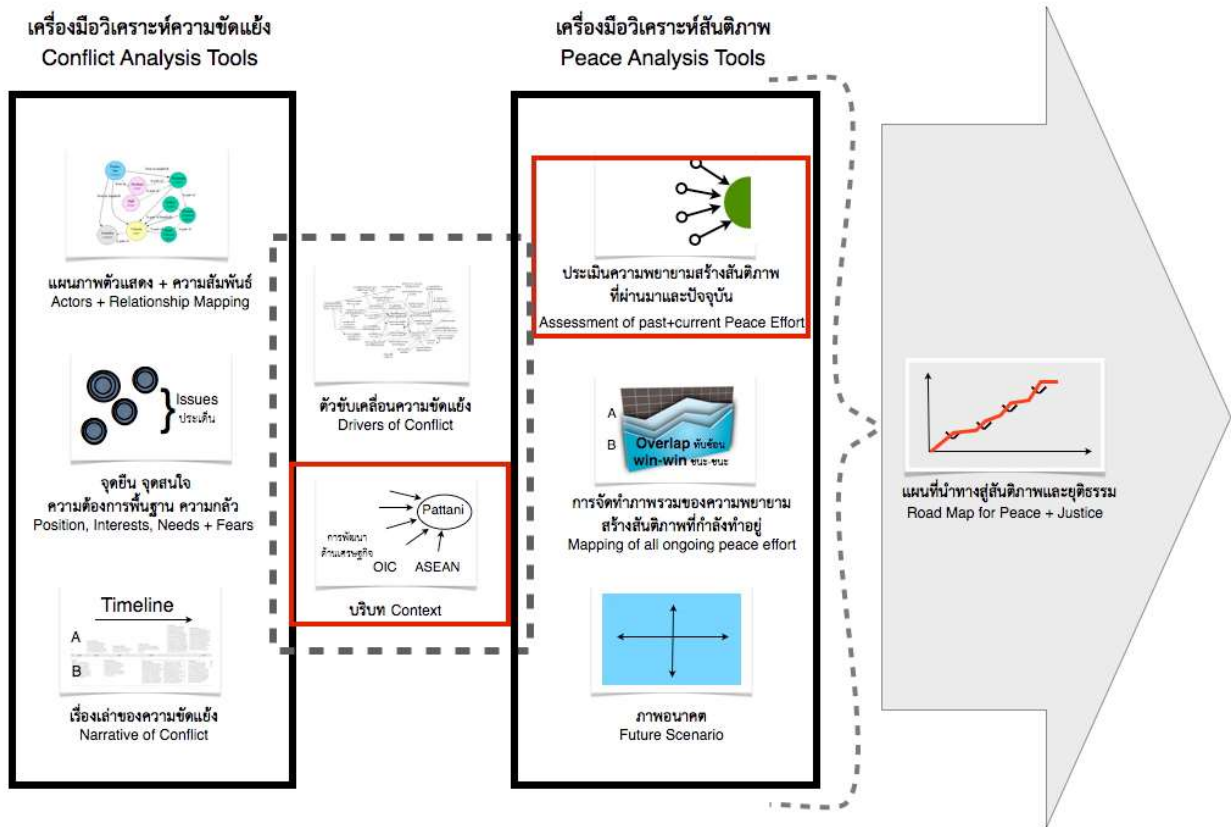 เครื่องมือวิเคราะห์ความขัดแย้ง
Conflict Analysis Tools
เครื่องมือวิเคราะห์สันติภาพ
Peace Analysis Tools
แผนภาพตัวแสดง + ความสัมพันธ์
Actors + Relationship Mapping
Issues
ประเด็น
จุดยืน จุดสนใจ
ความต้องการพื้นฐาน ความกลัว
Position, Interests, Needs + Fears
Timeline
A
B
เรื่องเล่าของความขัดแย้ง
Narrative of Conflict
ตัวขับเคลื่อนความขัดแย้ง
Drivers of Conflict
Pattani
การพัฒนา
ด้านเศรษฐกิจ
OIC ASEAN
บริบท Context
ประเมินความพยายามสร้างสันติภาพ
ที่ผ่านมาและปัจจุบัน
Assessment of past+current Peace Effort
A
B
Overlap ทับซ้อน
win-win ชนะ-ชนะ
การจัดทำภาพรวมของความพยายาม
สร้างสันติภาพที่กำลังทำอยู่
Mapping of all ongoing peace effort
ภาพอนาคต
Future Scenario
แผนที่นำทางสู่สันติภาพและยุติธรรม
Road Map for Peace + Justice